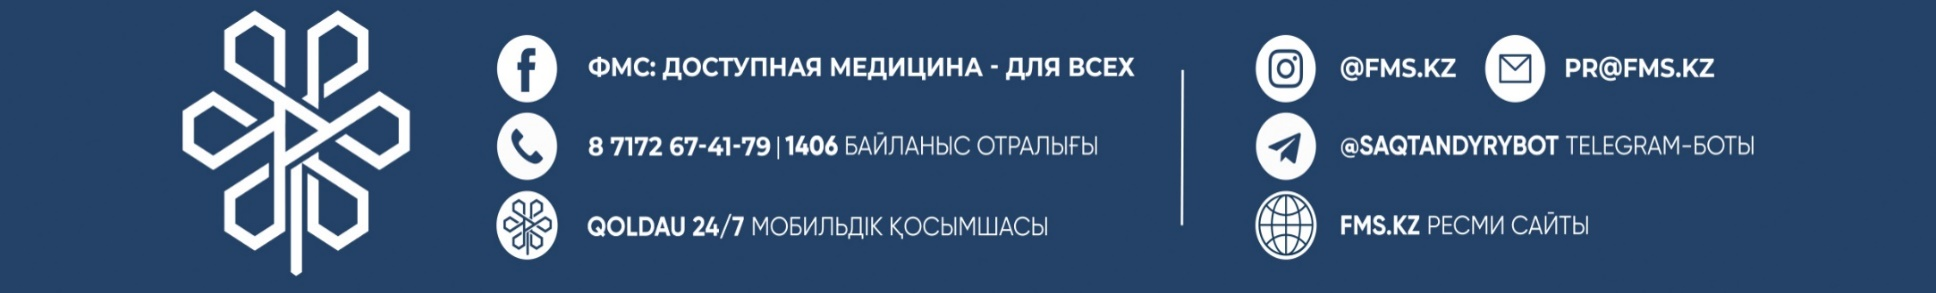 ФМС: ДОСТУПНАЯ МЕДИЦИНА - ДЛЯ ВСЕХ
8 7172 67-41-79 | 1406 БАЙЛАНЫС ОТРАЛЫҒЫ
QOLDAU 24/7 МОБИЛЬДІК ҚОСЫМШАСЫ
@FMS.KZ PR@FMS.KZ
@SAQTANDYRYBOT TELEGRAM-БОТЫ
FMS.KZ РЕСМИ САЙТЫ